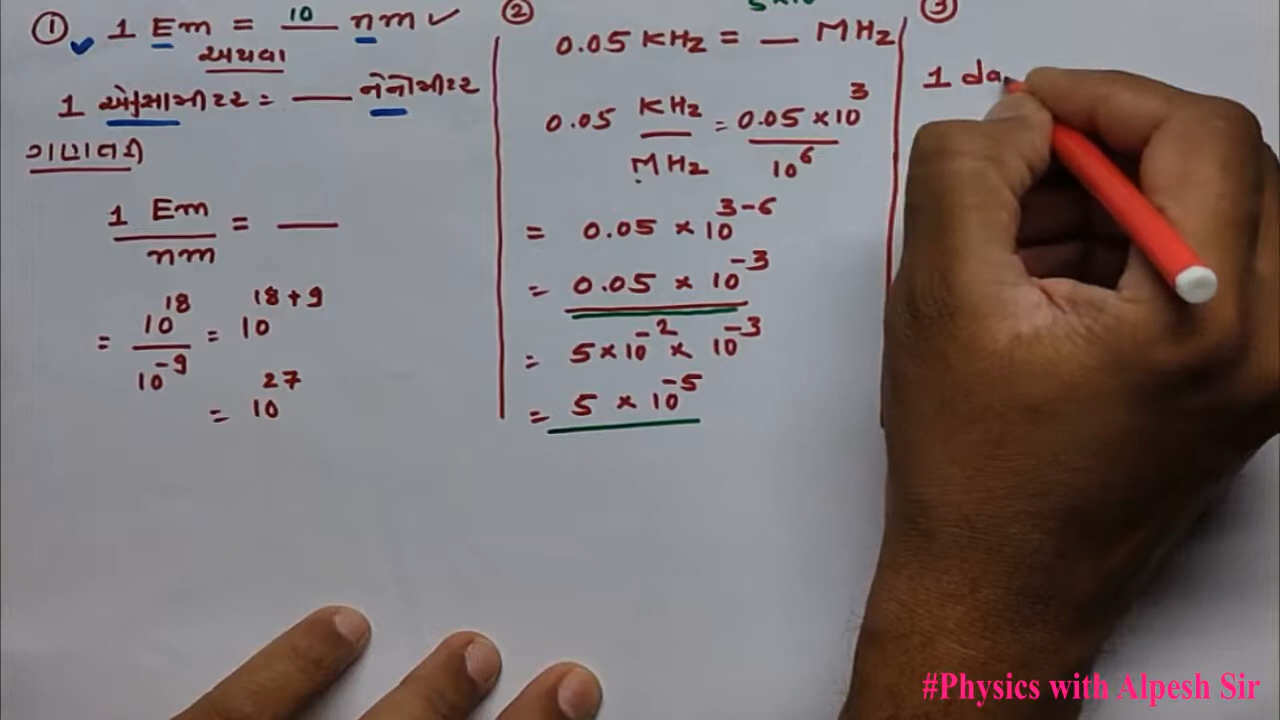 ① 1 Em = 10 nm ✓
અથવા
1 એક્સામીટર = __ નેનોમીટર
ગણતરી
1 Em / nm = __
= 10^18 / 10^-9 = 10^18+9
= 10^27
②
0.05 KHz = __ MHz
0.05 KHz / MHz = 0.05 × 10^3 / 10^6
= 0.05 × 10^3-6
= 0.05 × 10^-3
= 5 × 10^-2 × 10^-3
= 5 × 10^-5
③
1 da
#Physics with Alpesh Sir